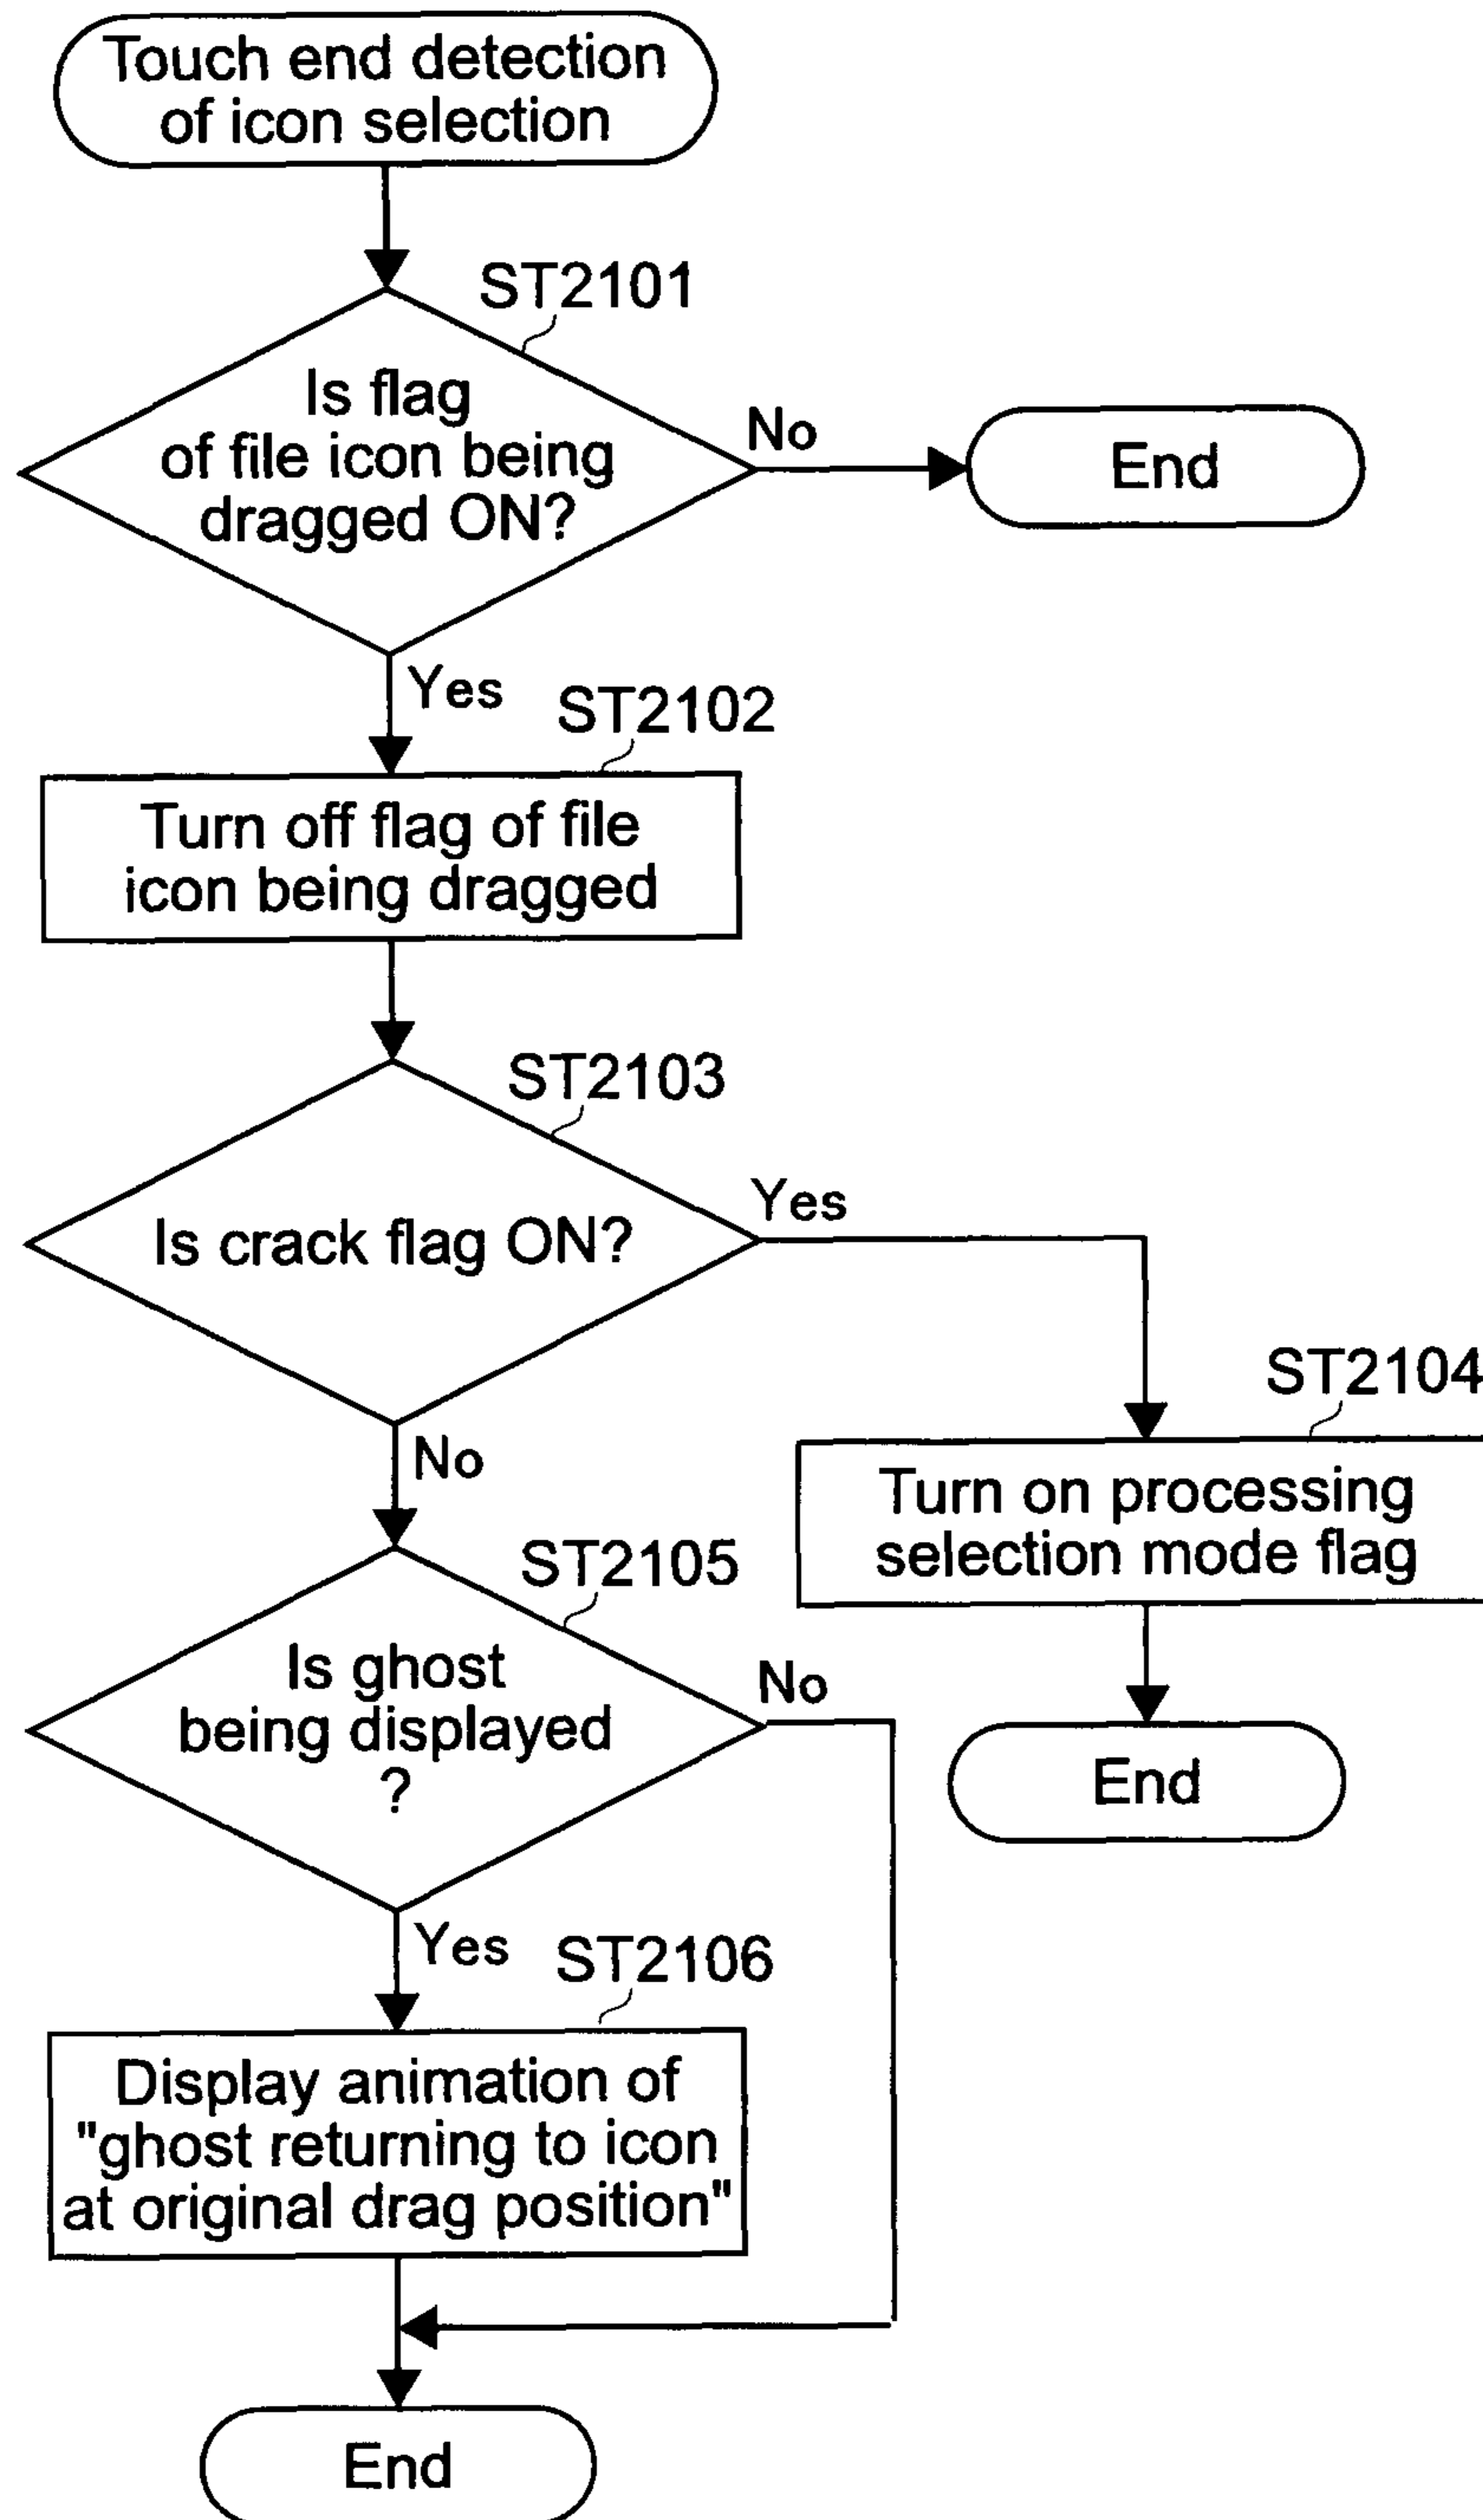 Touch end detection
of icon selection
ST2101
Is flag
of file icon being
dragged ON?
No
End
Yes
ST2102
Turn off flag of file
icon being dragged
ST2103
Is crack flag ON?
Yes
ST2104
Turn on processing
selection mode flag
End
No
ST2105
Is ghost
being displayed
?
No
Yes
ST2106
Display animation of
"ghost returning to icon
at original drag position"
End